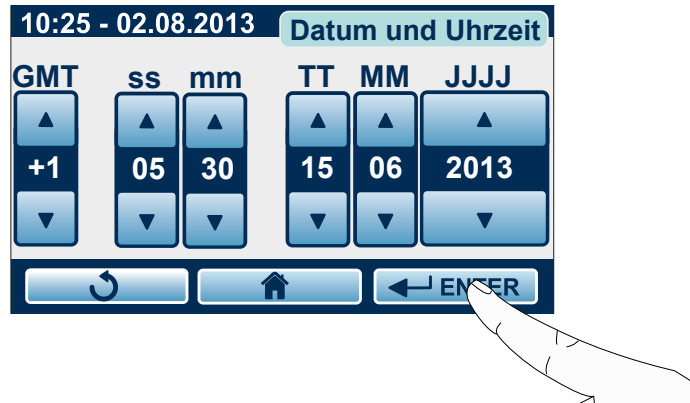 10:25 - 02.08.2013 Datum und Uhrzeit
GMT ss mm TT MM JJJJ
+1 05 30 15 06 2013
ENTER